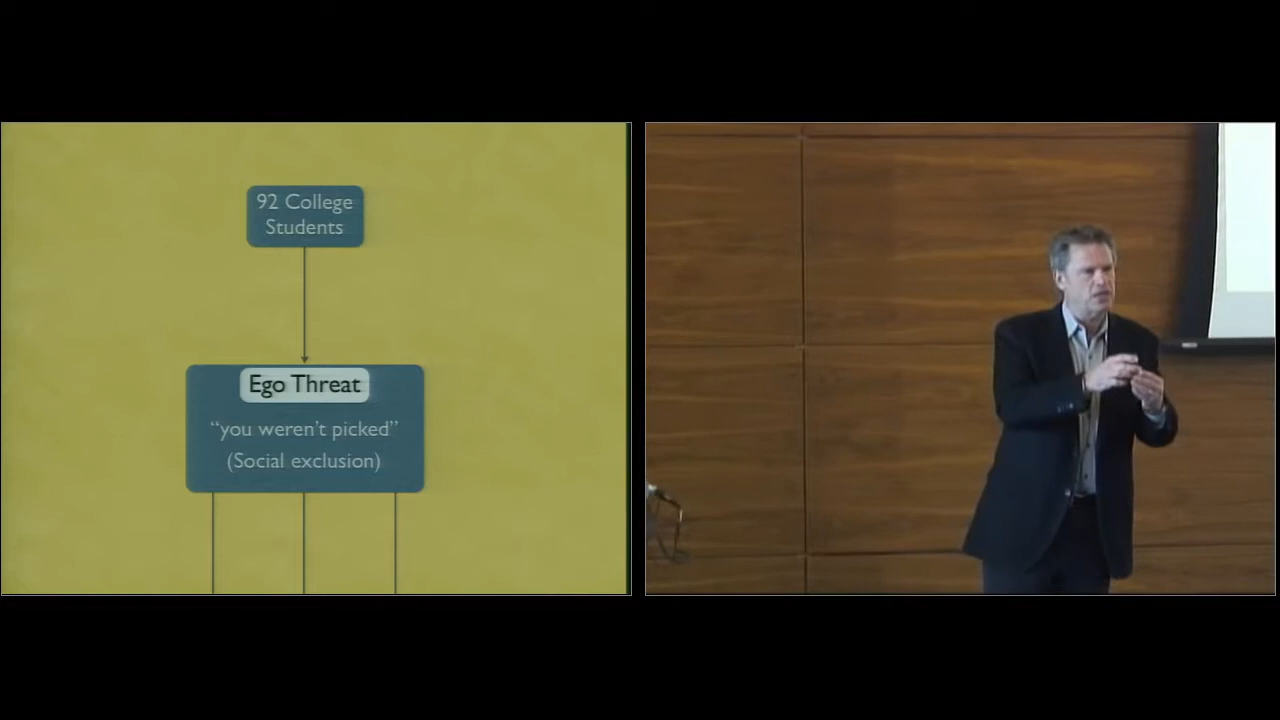 92 College
Students
Ego Threat
“you weren’t picked”
(Social exclusion)